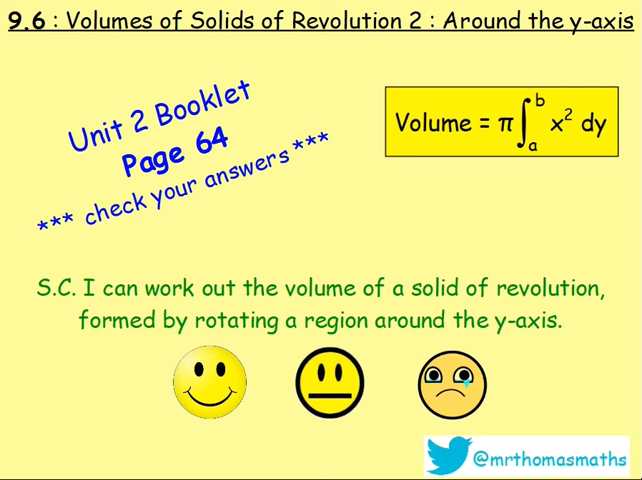 9.6 : Volumes of Solids of Revolution 2 : Around the y-axis
Unit 2 Booklet
Page 64
*** check your answers ***
Volume = π∫ₐᵇ x² dy
S.C. I can work out the volume of a solid of revolution,
formed by rotating a region around the y-axis.
@mrthomasmaths